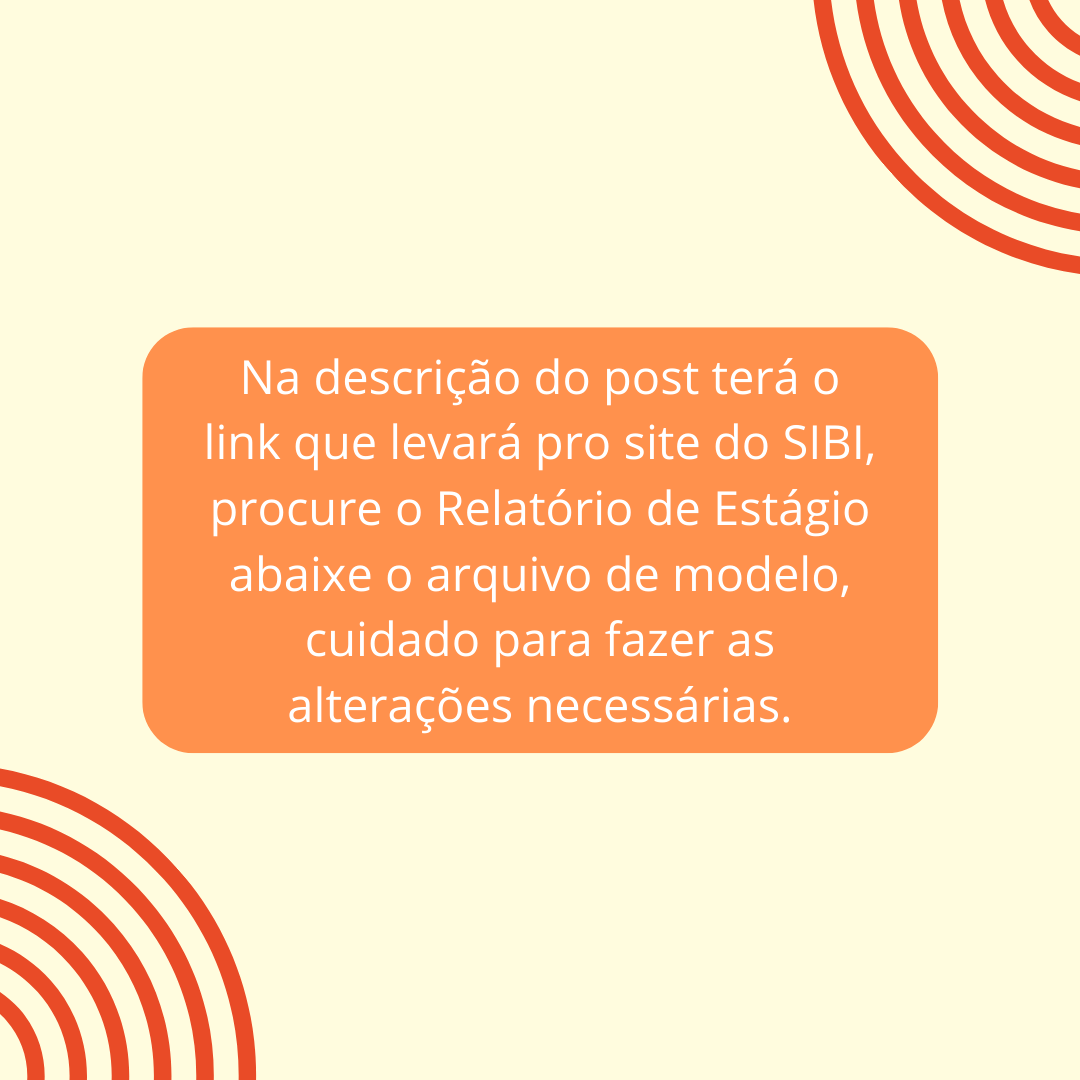 Na descrição do post terá o
link que levará pro site do SIBI,
procure o Relatório de Estágio
abaixe o arquivo de modelo,
cuidado para fazer as
alterações necessárias.